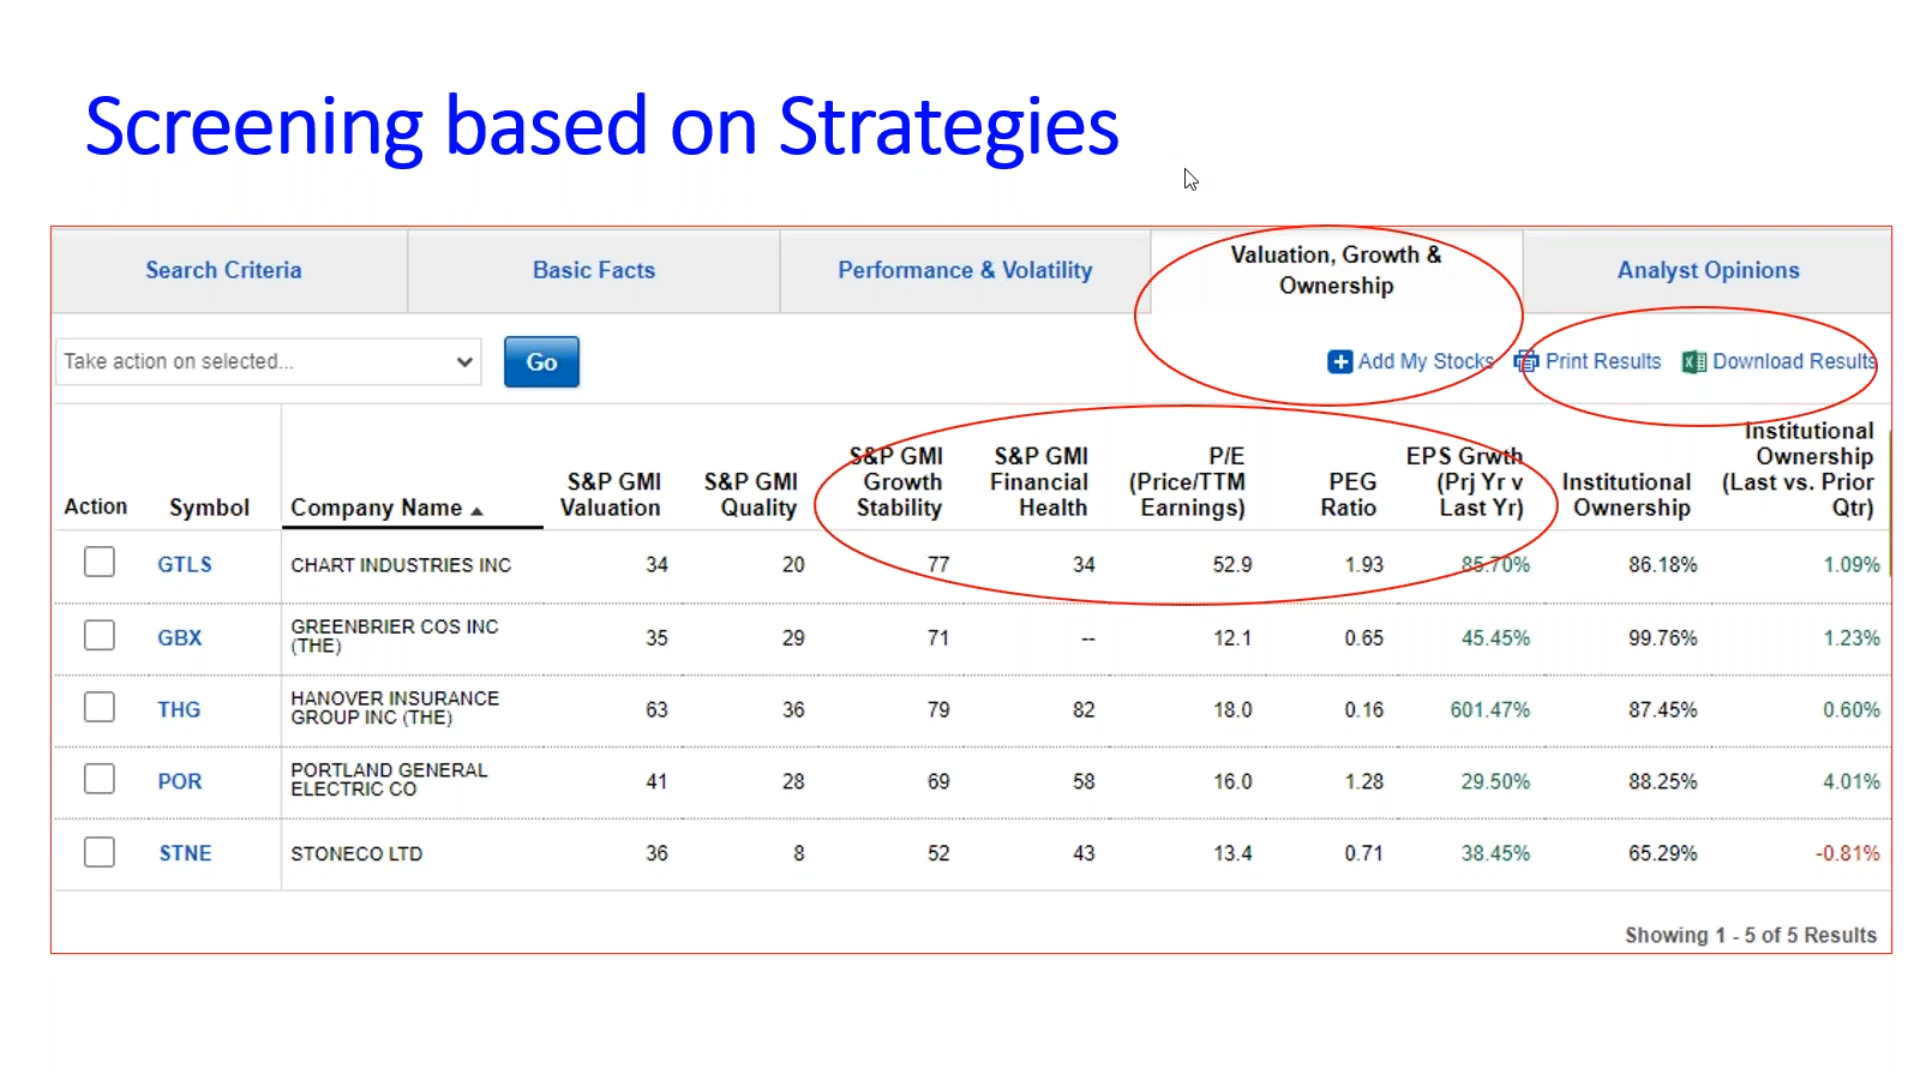 Screening based on Strategies
Search Criteria
Basic Facts
Performance & Volatility
Valuation, Growth &
Ownership
Analyst Opinions
Take action on selected...
Go
Add My Stocks
Print Results
Download Results
Action
Symbol
Company Name
S&P GMI
Valuation
S&P GMI
Quality
S&P GMI
Growth
Stability
S&P GMI
Financial
Health
P/E
(Price/TTM
Earnings)
PEG
Ratio
EPS Grwth
(Prj Yr v
Last Yr)
Institutional
Ownership
Institutional
Ownership
(Last vs. Prior
Qtr)
GTLS CHART INDUSTRIES INC 34 20 77 34 52.9 1.93 85.70% 86.18% 1.09%
GBX GREENBRIER COS INC
(THE) 35 29 71 -- 12.1 0.65 45.45% 99.76% 1.23%
THG HANOVER INSURANCE
GROUP INC (THE) 63 36 79 82 18.0 0.16 601.47% 87.45% 0.60%
POR PORTLAND GENERAL
ELECTRIC CO 41 28 69 58 16.0 1.28 29.50% 88.25% 4.01%
STNE STONECO LTD 36 8 52 43 13.4 0.71 38.45% 65.29% -0.81%
Showing 1 - 5 of 5 Results